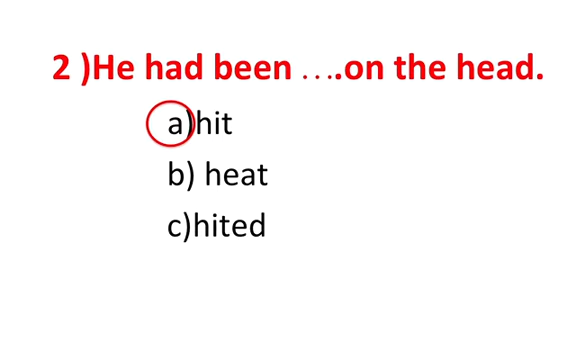 2 )He had been ….on the head.
a)hit
b) heat
c)hited